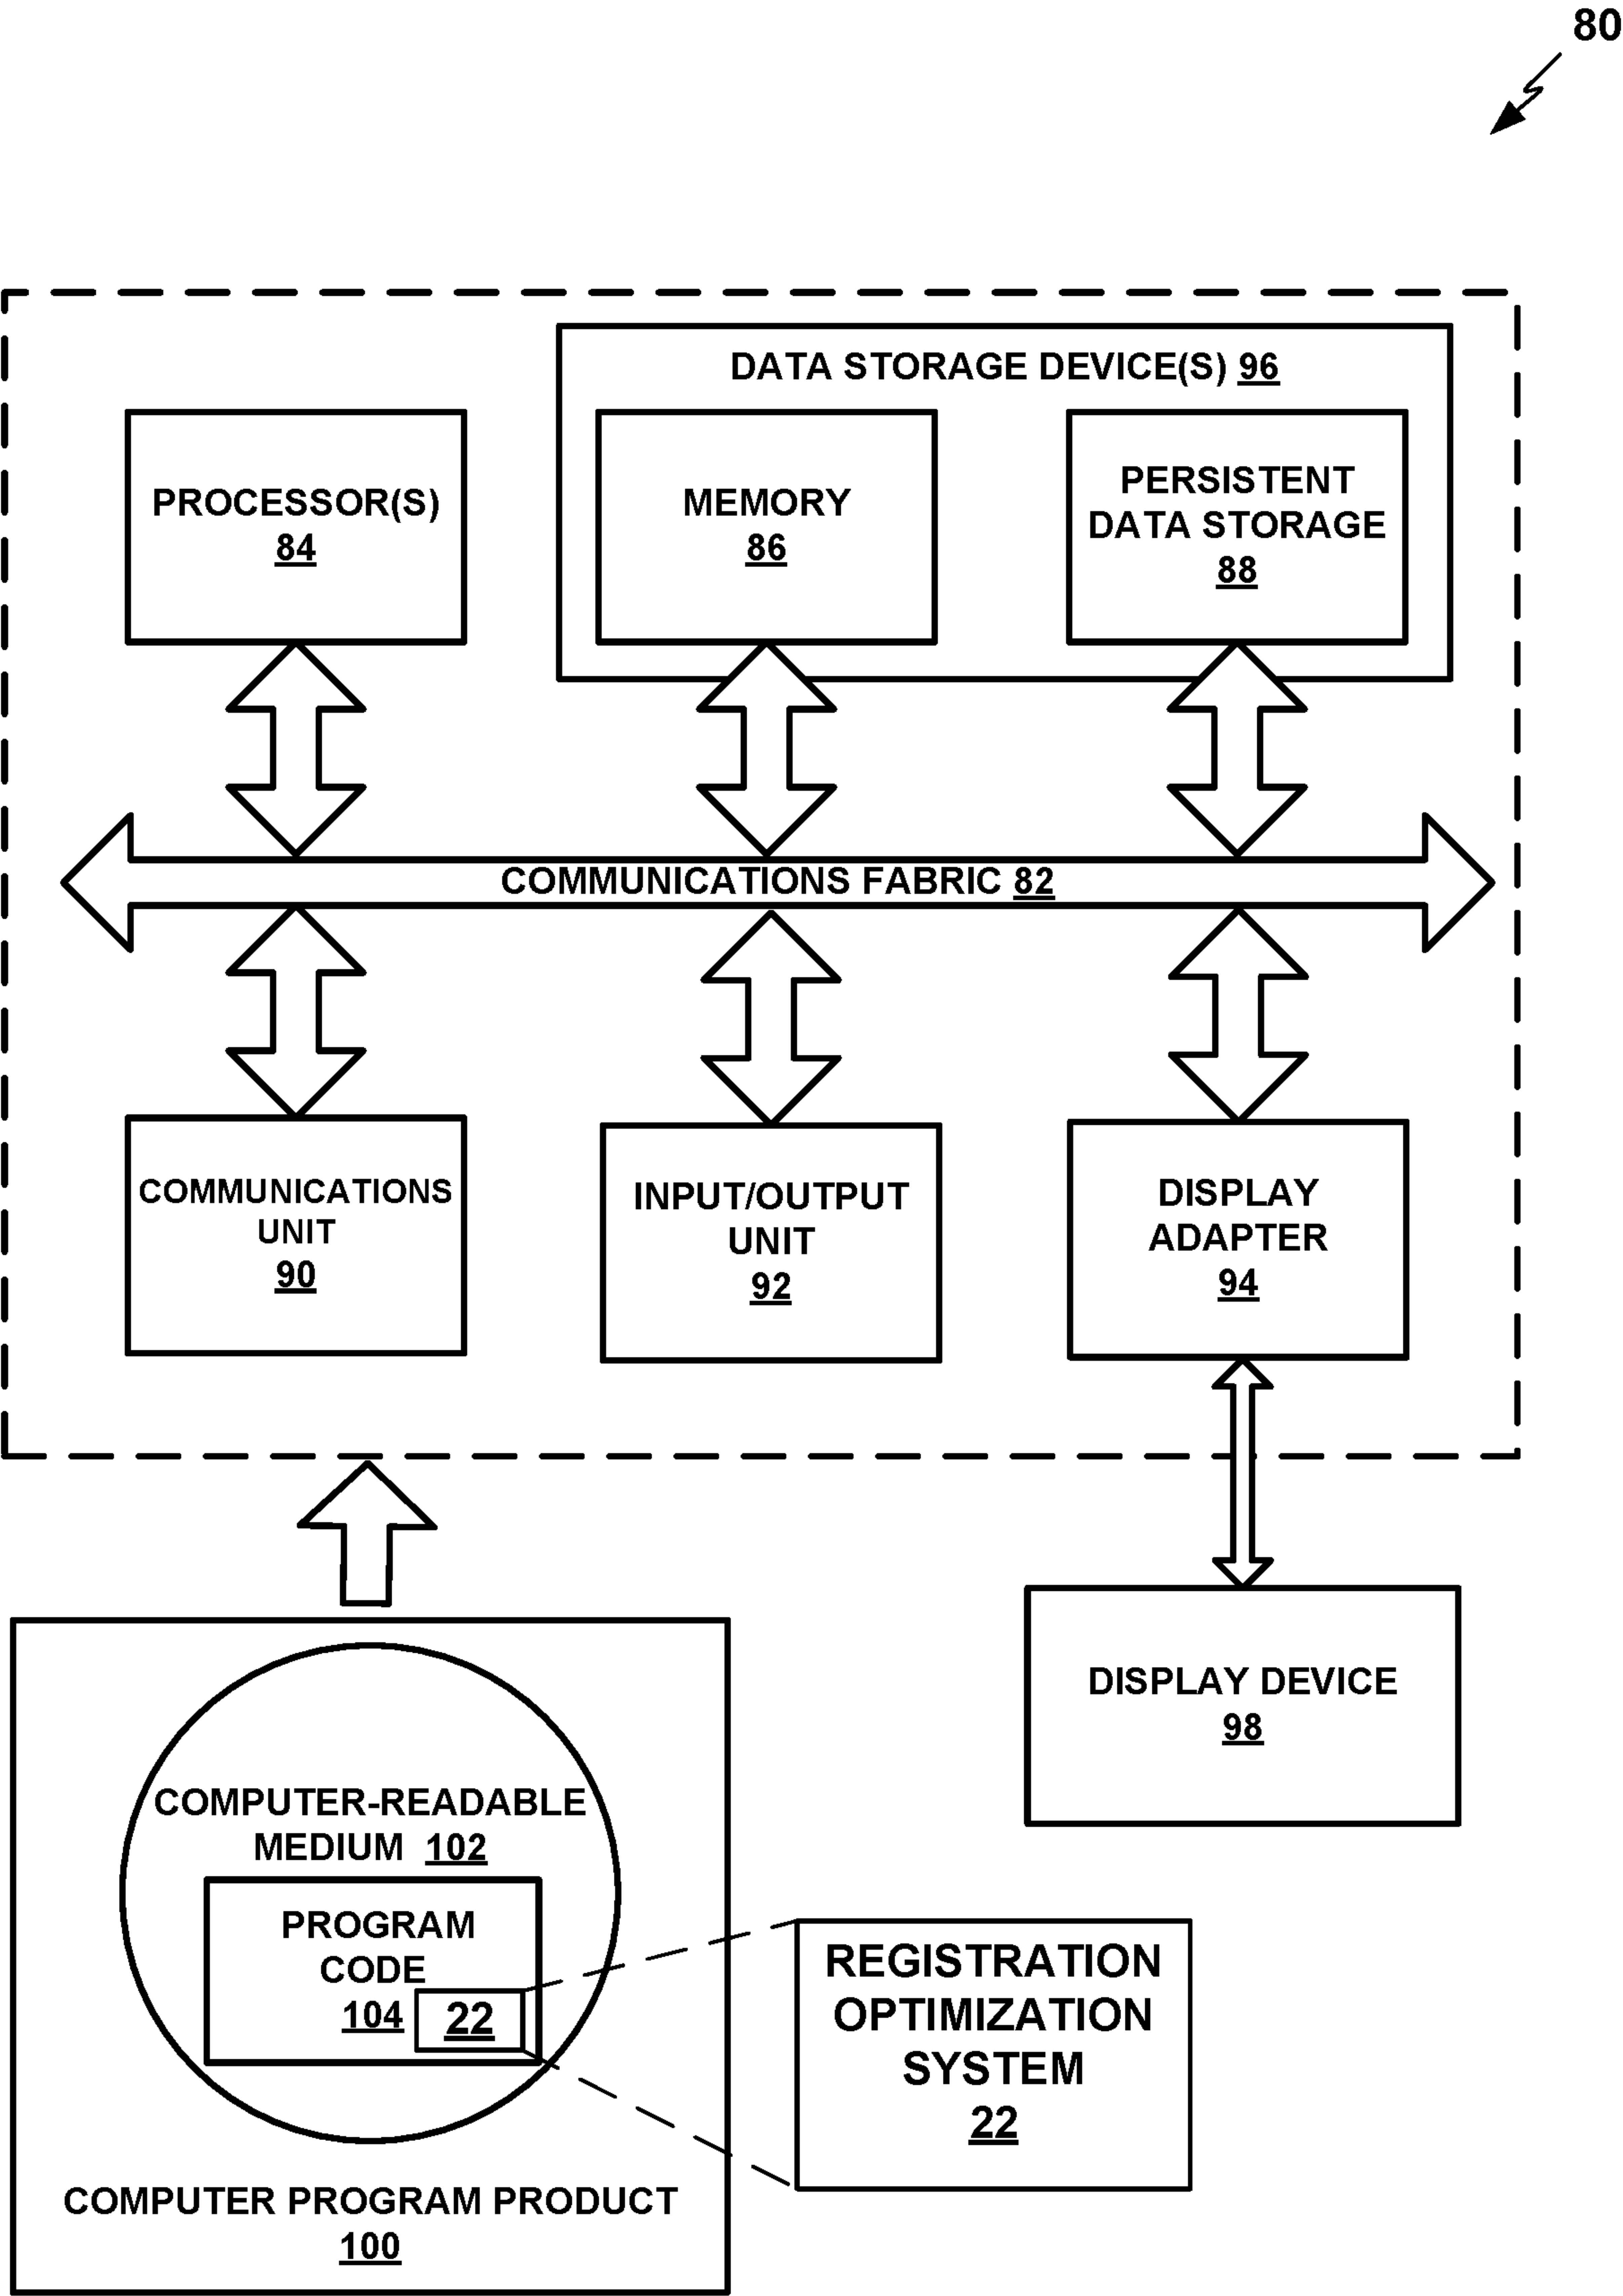 80
DATA STORAGE DEVICE(S) 96
PROCESSOR(S)
84
MEMORY
86
PERSISTENT
DATA STORAGE
88
COMMUNICATIONS FABRIC 82
COMMUNICATIONS
UNIT
90
INPUT/OUTPUT
UNIT
92
DISPLAY
ADAPTER
94
DISPLAY DEVICE
98
COMPUTER-READABLE
MEDIUM 102
PROGRAM
CODE
104
22
REGISTRATION
OPTIMIZATION
SYSTEM
22
COMPUTER PROGRAM PRODUCT
100